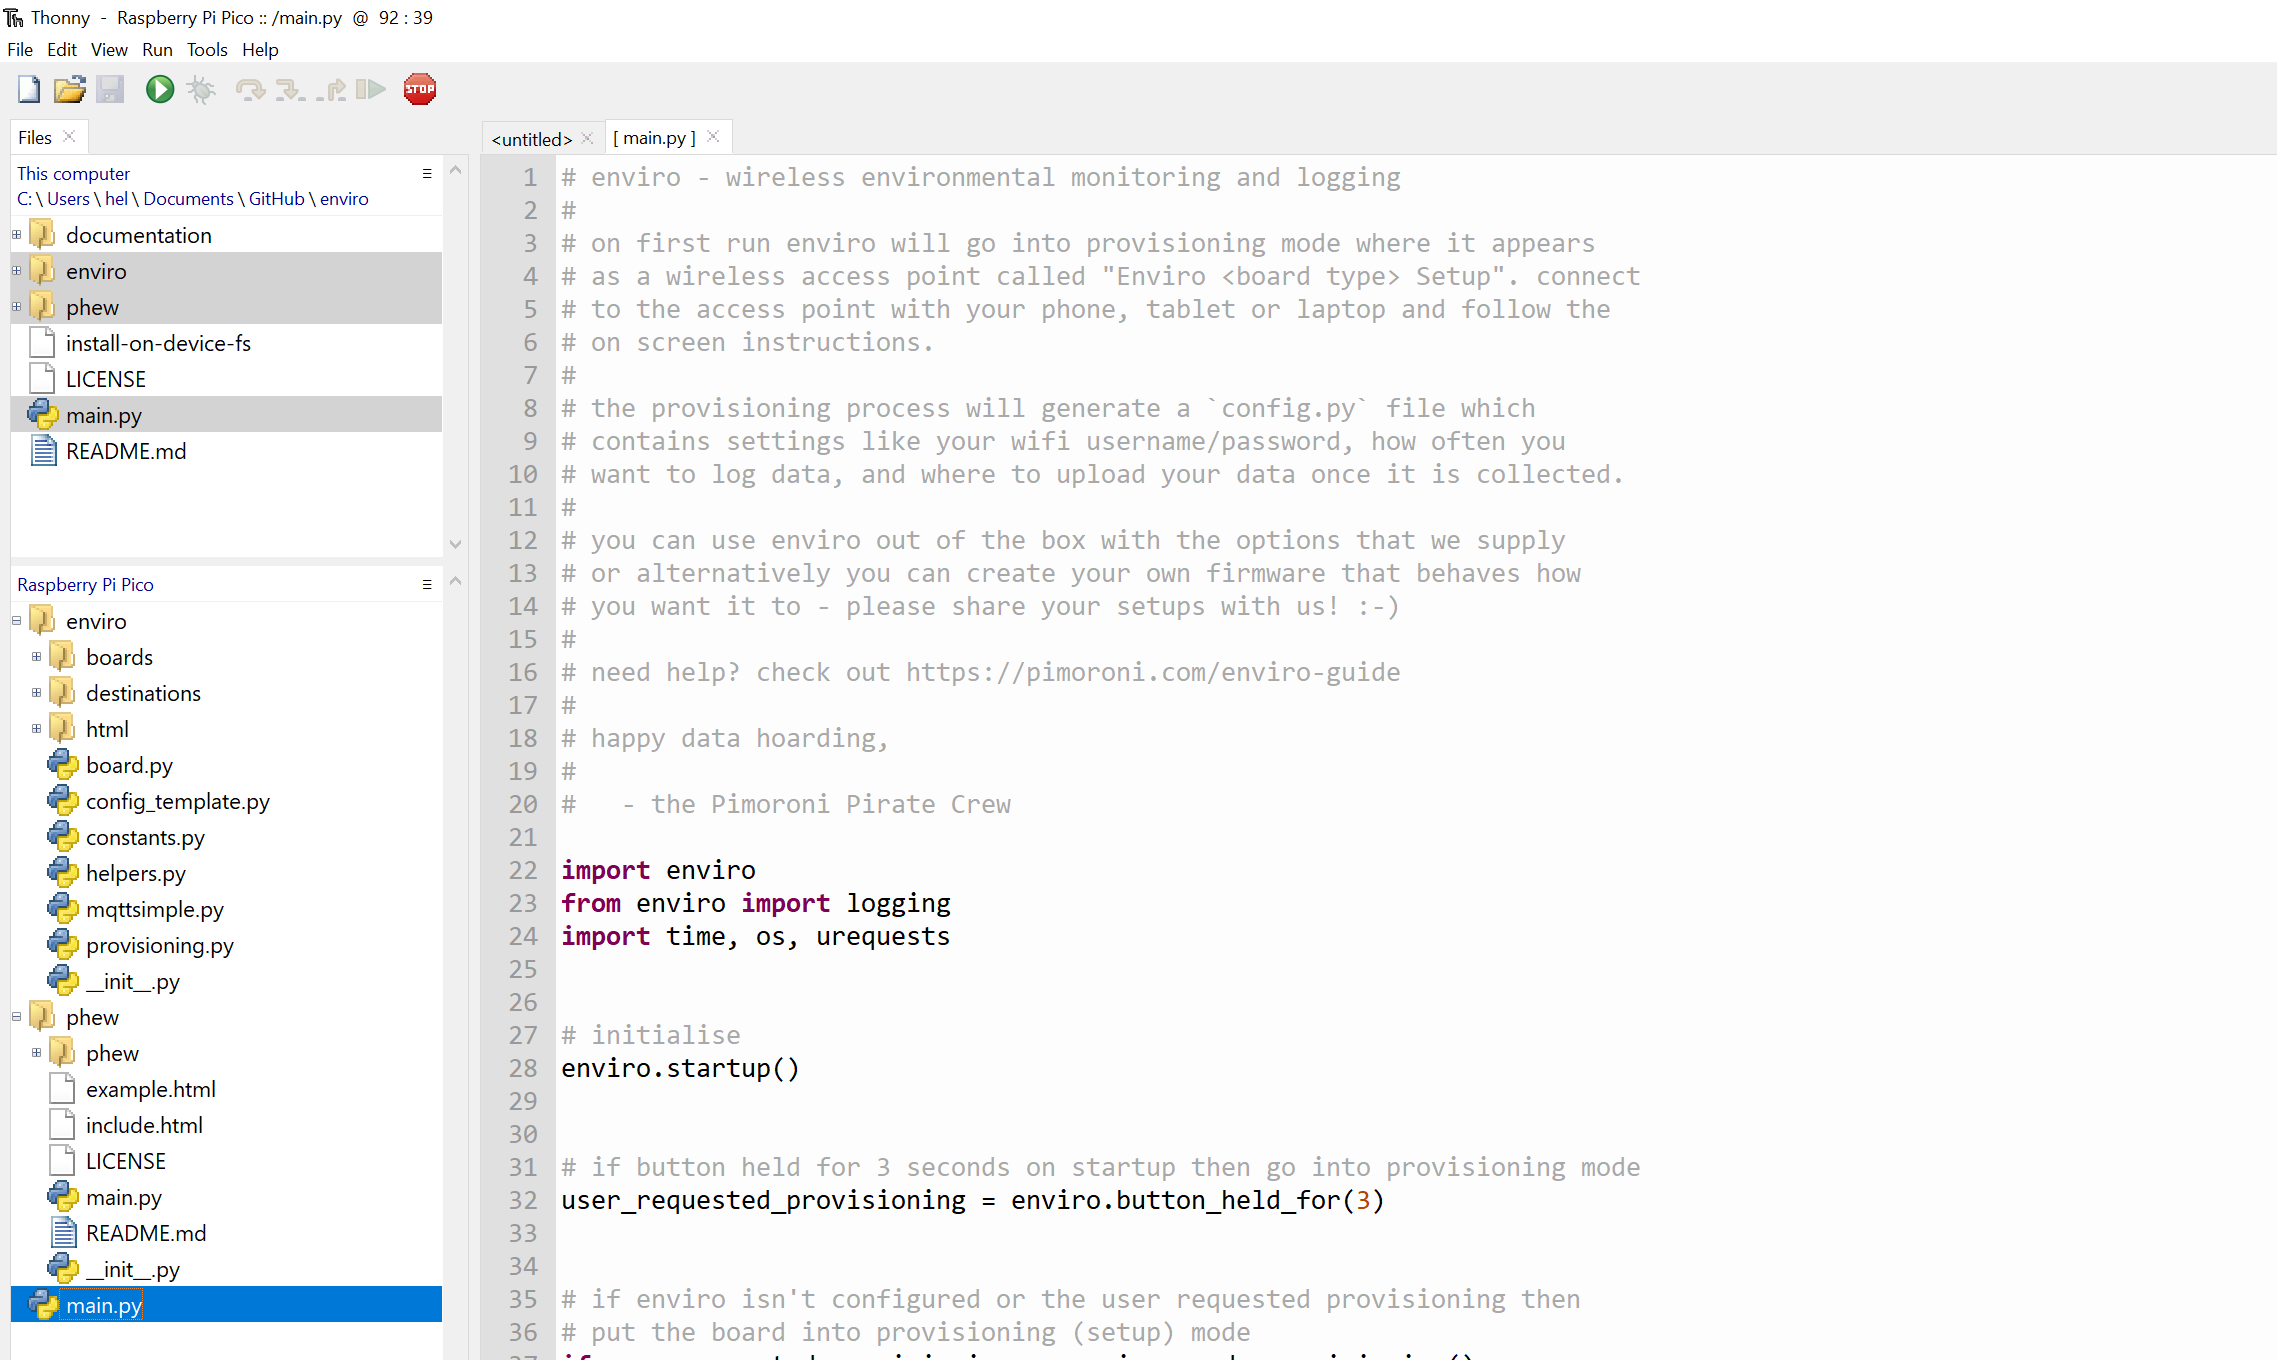 Thonny - Raspberry Pi Pico :: /main.py @ 92 : 39
File Edit View Run Tools Help
STOP
Files
This computer
C: \ Users \ hel \ Documents \ GitHub \ enviro
documentation
enviro
phew
install-on-device-fs
LICENSE
main.py
README.md
Raspberry Pi Pico
enviro
boards
destinations
html
board.py
config_template.py
constants.py
helpers.py
mqttsimple.py
provisioning.py
__init__.py
phew
phew
example.html
include.html
LICENSE
main.py
README.md
__init__.py
main.py
<untitled> [ main.py ]
1 # enviro - wireless environmental monitoring and logging
2 #
3 # on first run enviro will go into provisioning mode where it appears
4 # as a wireless access point called "Enviro <board type> Setup". connect
5 # to the access point with your phone, tablet or laptop and follow the
6 # on screen instructions.
7 #
8 # the provisioning process will generate a `config.py` file which
9 # contains settings like your wifi username/password, how often you
10 # want to log data, and where to upload your data once it is collected.
11 #
12 # you can use enviro out of the box with the options that we supply
13 # or alternatively you can create your own firmware that behaves how
14 # you want it to - please share your setups with us! :-)
15 #
16 # need help? check out https://pimoroni.com/enviro-guide
17 #
18 # happy data hoarding,
19 #
20 #   - the Pimoroni Pirate Crew
21
22 import enviro
23 from enviro import logging
24 import time, os, urequests
25
26
27 # initialise
28 enviro.startup()
29
30
31 # if button held for 3 seconds on startup then go into provisioning mode
32 user_requested_provisioning = enviro.button_held_for(3)
33
34
35 # if enviro isn't configured or the user requested provisioning then
36 # put the board into provisioning (setup) mode